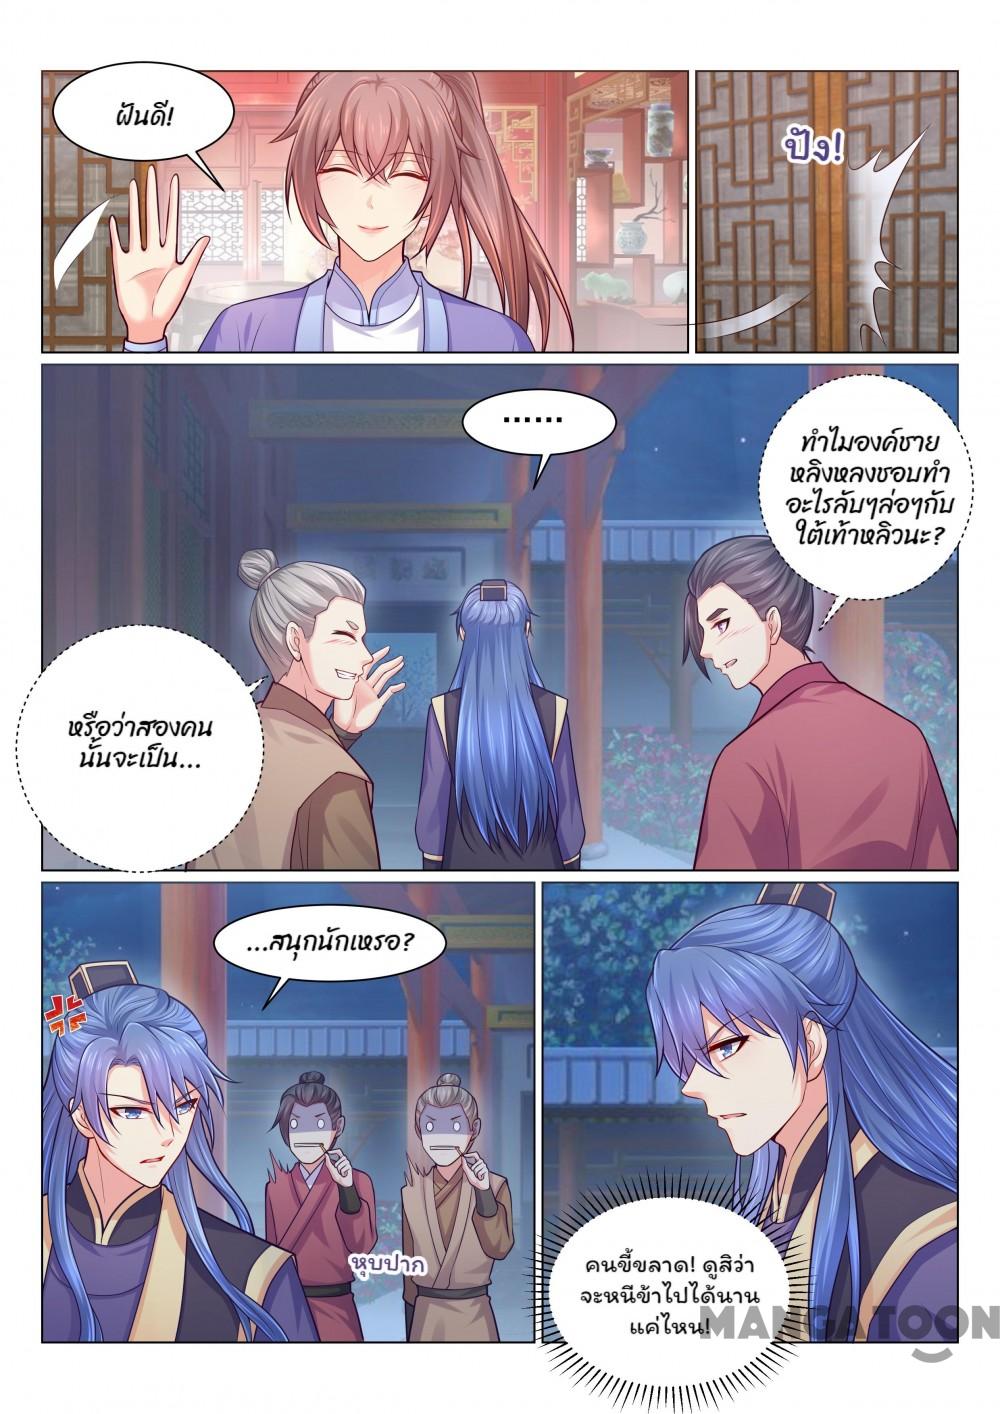 ฝันดี!
ปัง!
......
ทำไมองค์ชาย
หลิงหลงชอบทำ
อะไรลับๆล่อๆกับ
ใต้เท้าหลิวนะ?
หรือว่าสองคน
นั้นจะเป็น...
...สนุกนักเหรอ?
หุบปาก
คนขี้ขลาด! ดูสิว่า
จะหนีข้าไปได้นาน
แค่ไหน!
MANGATOON